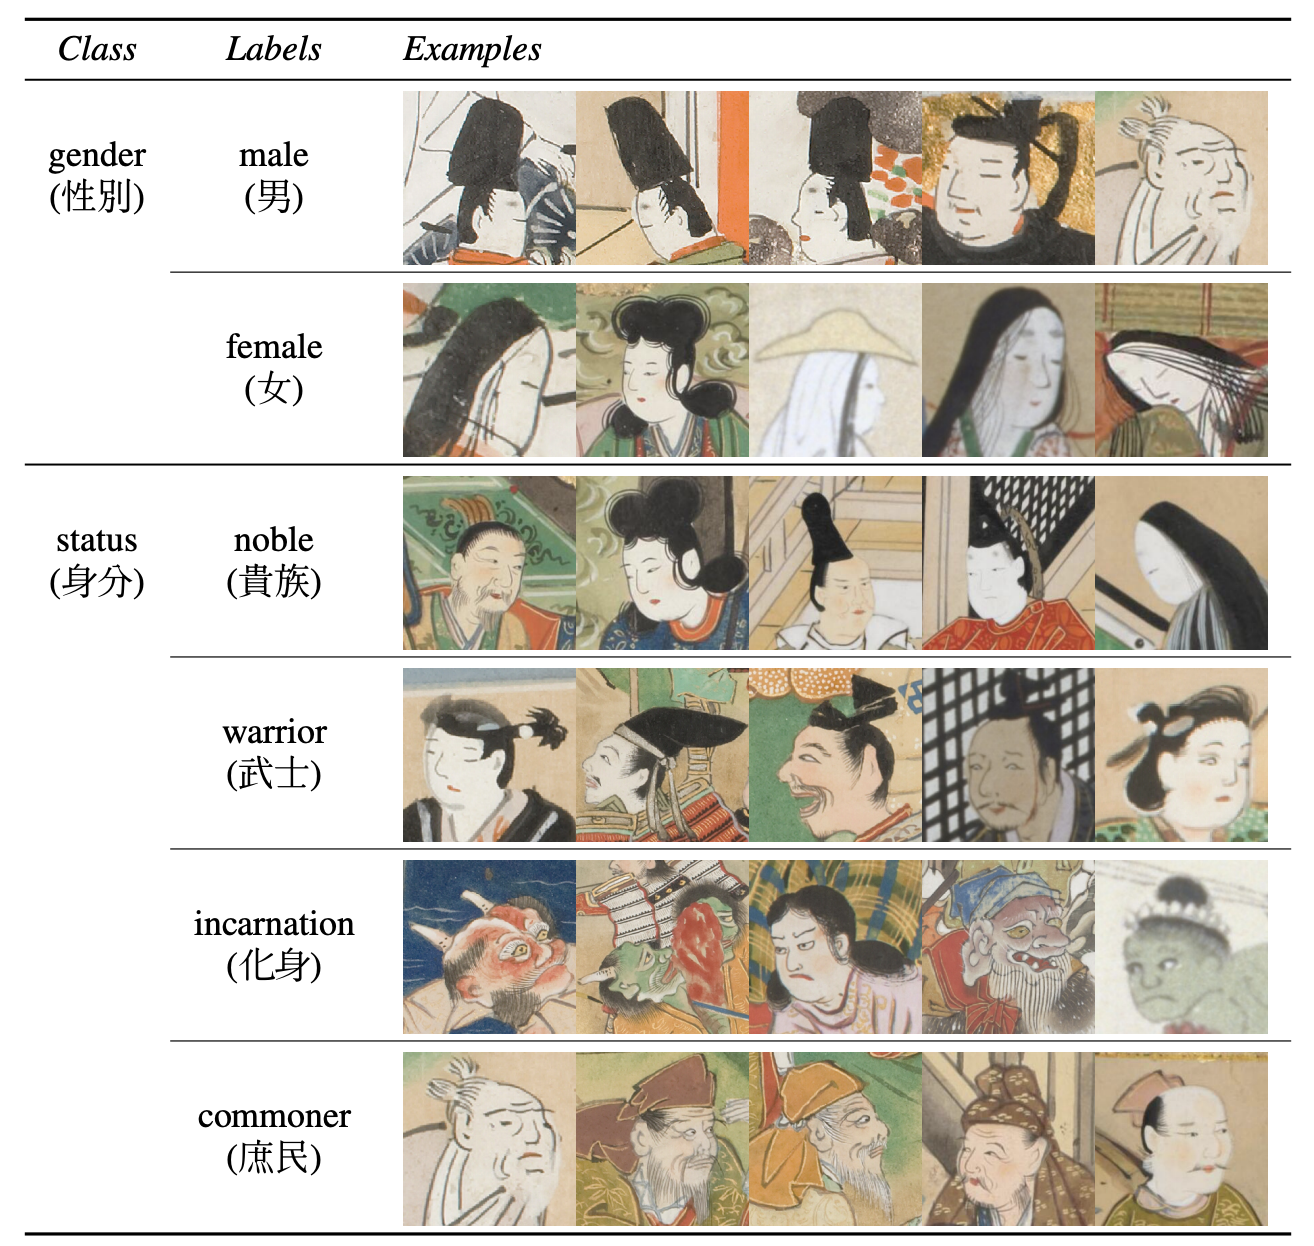 Class Labels Examples
gender male
(性別) (男)
female
(女)
status noble
(身分) (貴族)
warrior
(武士)
incarnation
(化身)
commoner
(庶民)